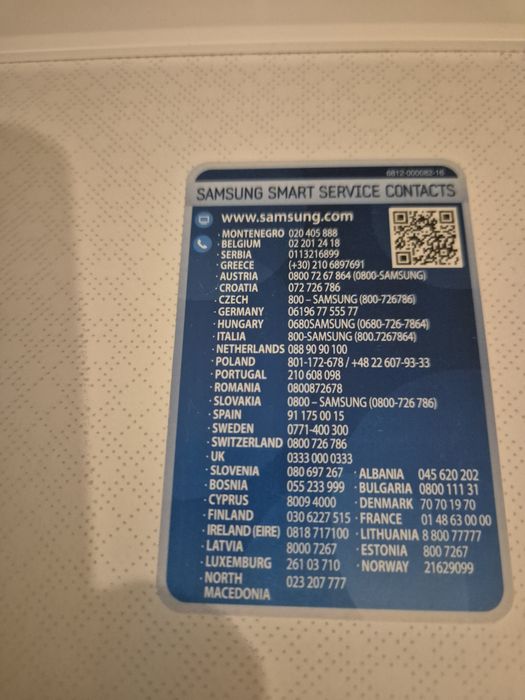 6812-000082-16
SAMSUNG SMART SERVICE CONTACTS
www.samsung.com
· MONTENEGRO 020 405 888
· BELGIUM 02 201 24 18
· SERBIA 0113216899
· GREECE (+30) 210 6897691
· AUSTRIA 0800 72 67 864 (0800-SAMSUNG)
· CROATIA 072 726 786
· CZECH 800 – SAMSUNG (800-726786)
· GERMANY 06196 77 555 77
· HUNGARY 0680SAMSUNG (0680-726-7864)
· ITALIA 800-SAMSUNG (800.7267864)
· NETHERLANDS 088 90 90 100
· POLAND 801-172-678 / +48 22 607-93-33
· PORTUGAL 210 608 098
· ROMANIA 0800872678
· SLOVAKIA 0800 – SAMSUNG (0800-726 786)
· SPAIN 91 175 00 15
· SWEDEN 0771-400 300
· SWITZERLAND 0800 726 786
· UK 0333 000 0333
· SLOVENIA 080 697 267 · ALBANIA 045 620 202
· BOSNIA 055 233 999 · BULGARIA 0800 111 31
· CYPRUS 8009 4000 · DENMARK 70 70 19 70
· FINLAND 030 6227 515 · FRANCE 01 48 63 00 00
· IRELAND (EIRE) 0818 717100 · LITHUANIA 8 800 77777
· LATVIA 8000 7267 · ESTONIA 800 7267
· LUXEMBURG 261 03 710 · NORWAY 21629099
· NORTH 023 207 777
MACEDONIA